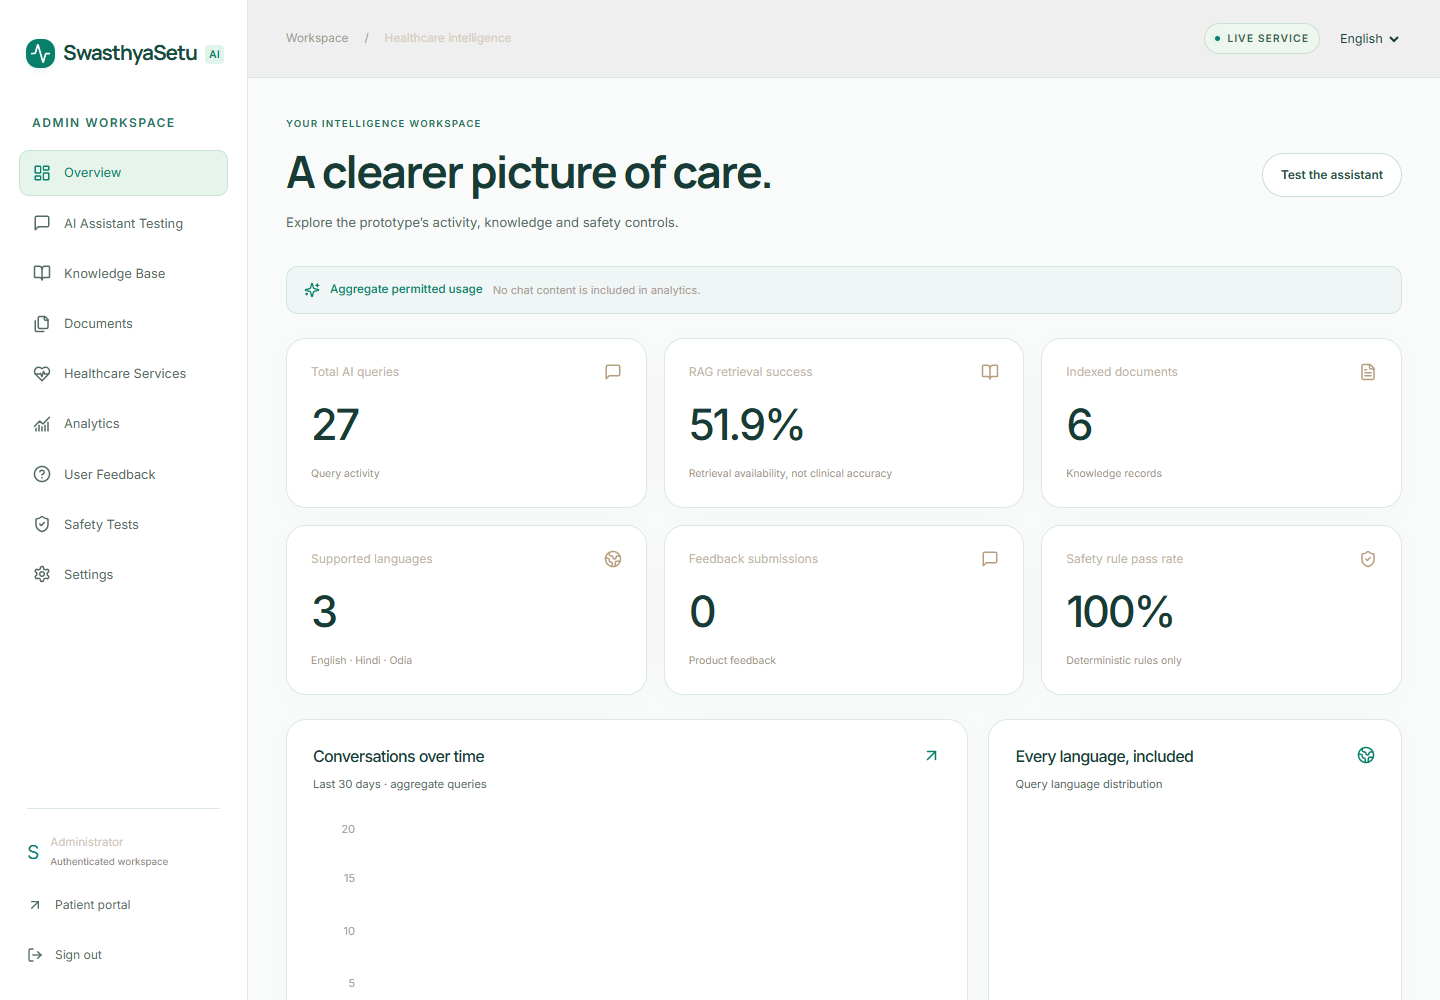 SwasthyaSetu AI
ADMIN WORKSPACE
Overview
AI Assistant Testing
Knowledge Base
Documents
Healthcare Services
Analytics
User Feedback
Safety Tests
Settings
S
Administrator
Authenticated workspace
Patient portal
Sign out
Workspace / Healthcare intelligence
LIVE SERVICE
English
YOUR INTELLIGENCE WORKSPACE
A clearer picture of care.
Explore the prototype’s activity, knowledge and safety controls.
Test the assistant
Aggregate permitted usage No chat content is included in analytics.
Total AI queries
27
Query activity
RAG retrieval success
51.9%
Retrieval availability, not clinical accuracy
Indexed documents
6
Knowledge records
Supported languages
3
English · Hindi · Odia
Feedback submissions
0
Product feedback
Safety rule pass rate
100%
Deterministic rules only
Conversations over time
Last 30 days · aggregate queries
20
15
10
5
Every language, included
Query language distribution